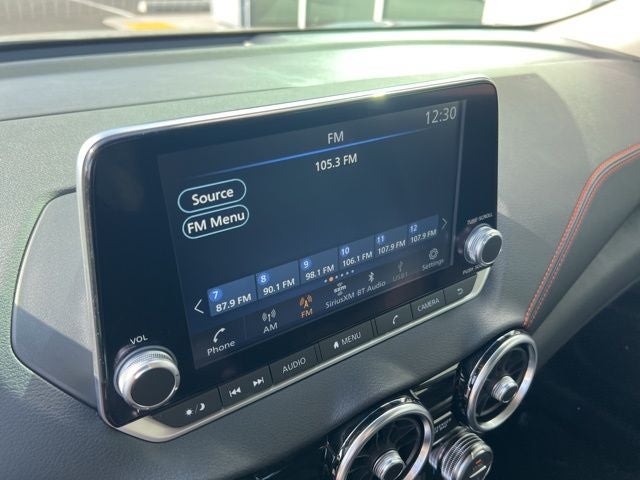 12:30
FM
105.3 FM
Source
FM Menu
7 8 9 10 11 12
87.9 FM 90.1 FM 98.1 FM 106.1 FM 107.9 FM 107.9 FM
Phone AM FM SiriusXM BT Audio USB1 Settings
TUNE·SCROLL
PUSH
VOL
AUDIO MENU CAMERA